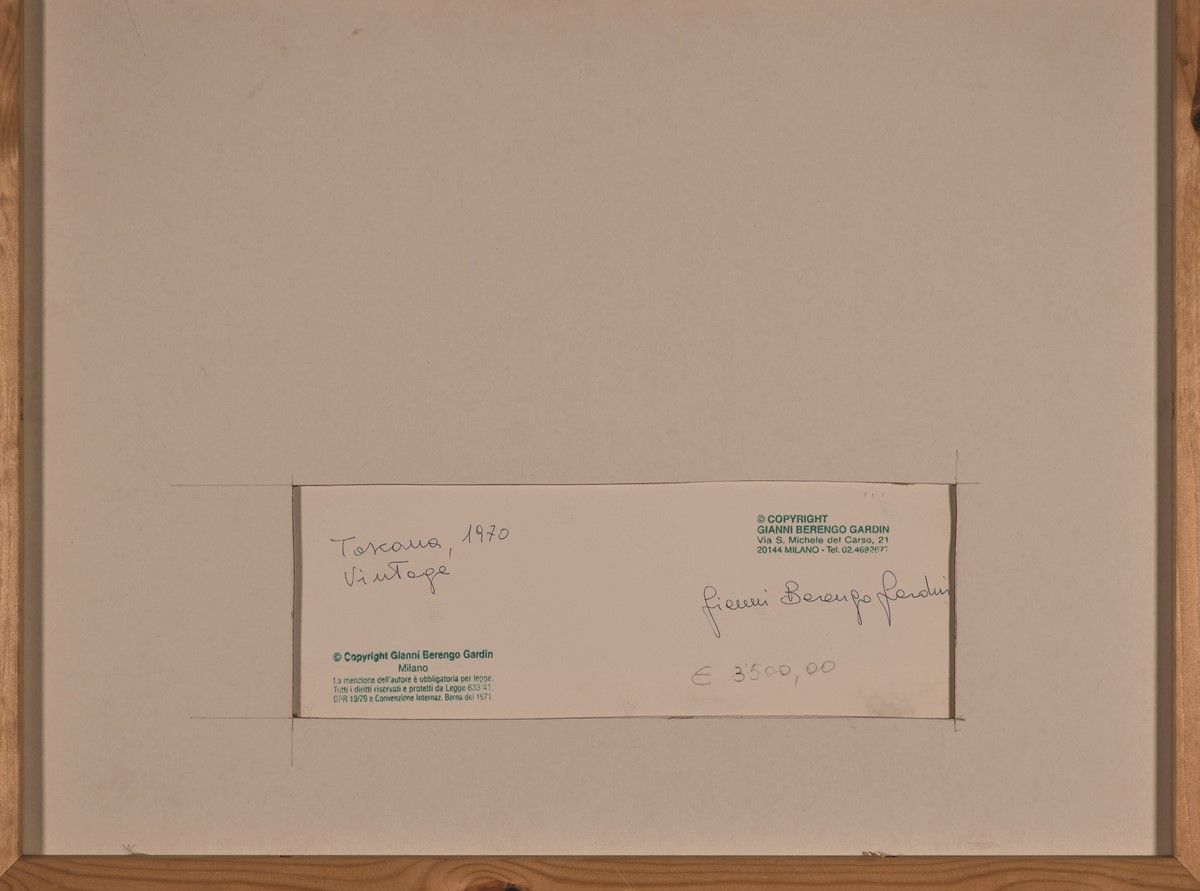 Toscana, 1970
Vintage
© COPYRIGHT
GIANNI BERENGO GARDIN
Via S. Michele del Carso, 21
20144 MILANO - Tel. 02.4692877
Gianni Berengo Gardin
© Copyright Gianni Berengo Gardin
Milano
La menzione dell'autore è obbligatoria per legge.
Tutti i diritti riservati e protetti da Legge 633/41,
DPR 19/79 e Convenzione Internaz. Berna del 1971.
€ 3500,00